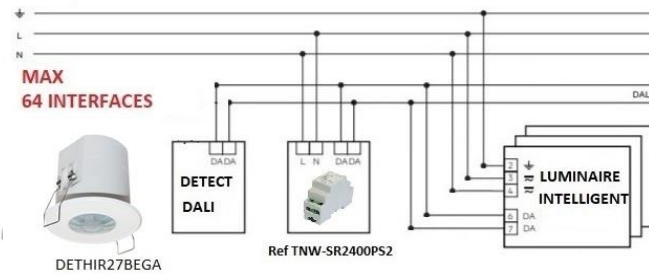 L
N
MAX
64 INTERFACES
DAL
DA DA
DETECT
DALI
DETHIR27BEGA
L N DA DA
Ref TNW-SR2400PS2
2
3
4
6 DA
7 DA
LUMINAIRE
INTELLIGENT